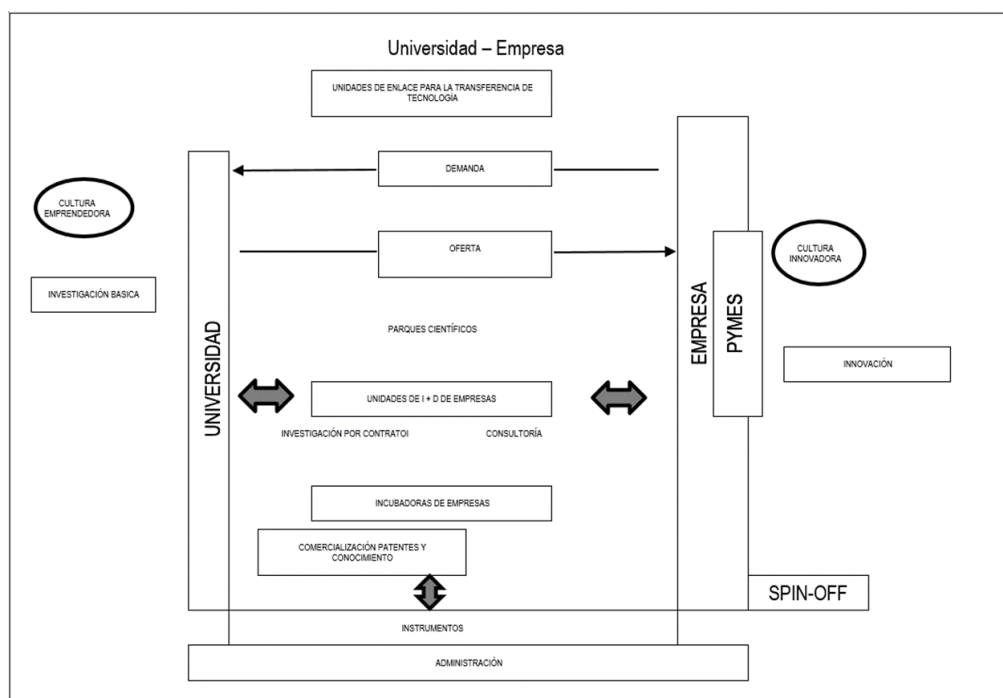 Universidad – Empresa
UNIDADES DE ENLACE PARA LA TRANSFERENCIA DE
TECNOLOGÍA
DEMANDA
CULTURA
EMPRENDEDORA
OFERTA
CULTURA
INNOVADORA
INVESTIGACIÓN BASICA
UNIVERSIDAD
EMPRESA
PYMES
PARQUES CIENTÍFICOS
INNOVACIÓN
UNIDADES DE I + D DE EMPRESAS
INVESTIGACIÓN POR CONTRATOI
CONSULTORÍA
INCUBADORAS DE EMPRESAS
COMERCIALIZACIÓN PATENTES Y
CONOCIMIENTO
SPIN-OFF
INSTRUMENTOS
ADMINISTRACIÓN